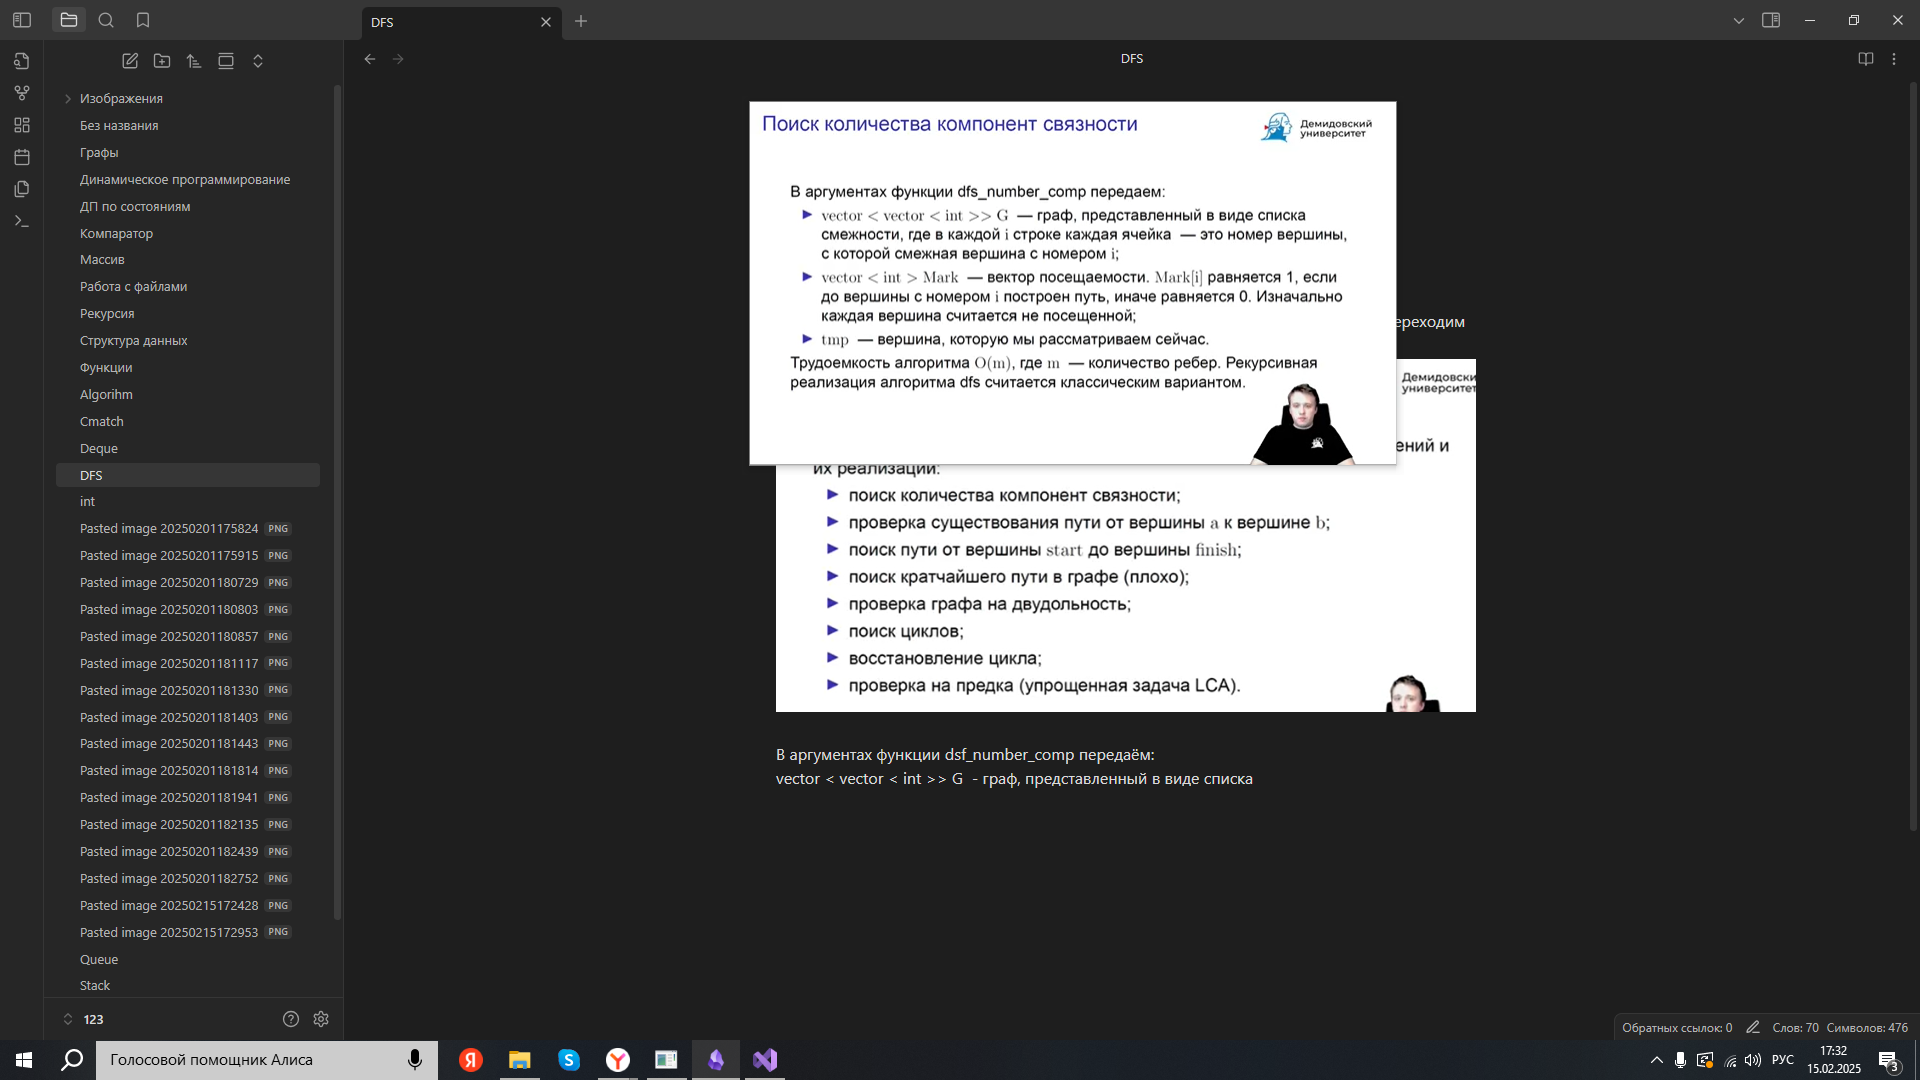 DFS
DFS
Изображения
Без названия
Графы
Динамическое программирование
ДП по состояниям
Компаратор
Массив
Работа с файлами
Рекурсия
Структура данных
Функции
Algorihm
Cmatch
Deque
DFS
int
Pasted image 20250201175824 PNG
Pasted image 20250201175915 PNG
Pasted image 20250201180729 PNG
Pasted image 20250201180803 PNG
Pasted image 20250201180857 PNG
Pasted image 20250201181117 PNG
Pasted image 20250201181330 PNG
Pasted image 20250201181403 PNG
Pasted image 20250201181443 PNG
Pasted image 20250201181814 PNG
Pasted image 20250201181941 PNG
Pasted image 20250201182135 PNG
Pasted image 20250201182439 PNG
Pasted image 20250201182752 PNG
Pasted image 20250215172428 PNG
Pasted image 20250215172953 PNG
Queue
Stack
123
Поиск количества компонент связности
Демидовский
университет
В аргументах функции dfs_number_comp передаем:
vector < vector < int >> G — граф, представленный в виде списка
смежности, где в каждой i строке каждая ячейка — это номер вершины,
с которой смежная вершина с номером i;
vector < int > Mark — вектор посещаемости. Mark[i] равняется 1, если
до вершины с номером i построен путь, иначе равняется 0. Изначально
каждая вершина считается не посещенной;
tmp — вершина, которую мы рассматриваем сейчас.
Трудоемкость алгоритма O(m), где m — количество ребер. Рекурсивная
реализация алгоритма dfs считается классическим вариантом.
ереходим
Демидовски
университет
ений и
их реализации:
поиск количества компонент связности;
проверка существования пути от вершины a к вершине b;
поиск пути от вершины start до вершины finish;
поиск кратчайшего пути в графе (плохо);
проверка графа на двудольность;
поиск циклов;
восстановление цикла;
проверка на предка (упрощенная задача LCA).
В аргументах функции dsf_number_comp передаём:
vector < vector < int >> G - граф, представленный в виде списка
Обратных ссылок: 0 Слов: 70 Символов: 476
Голосовой помощник Алиса
РУС
17:32
15.02.2025
3